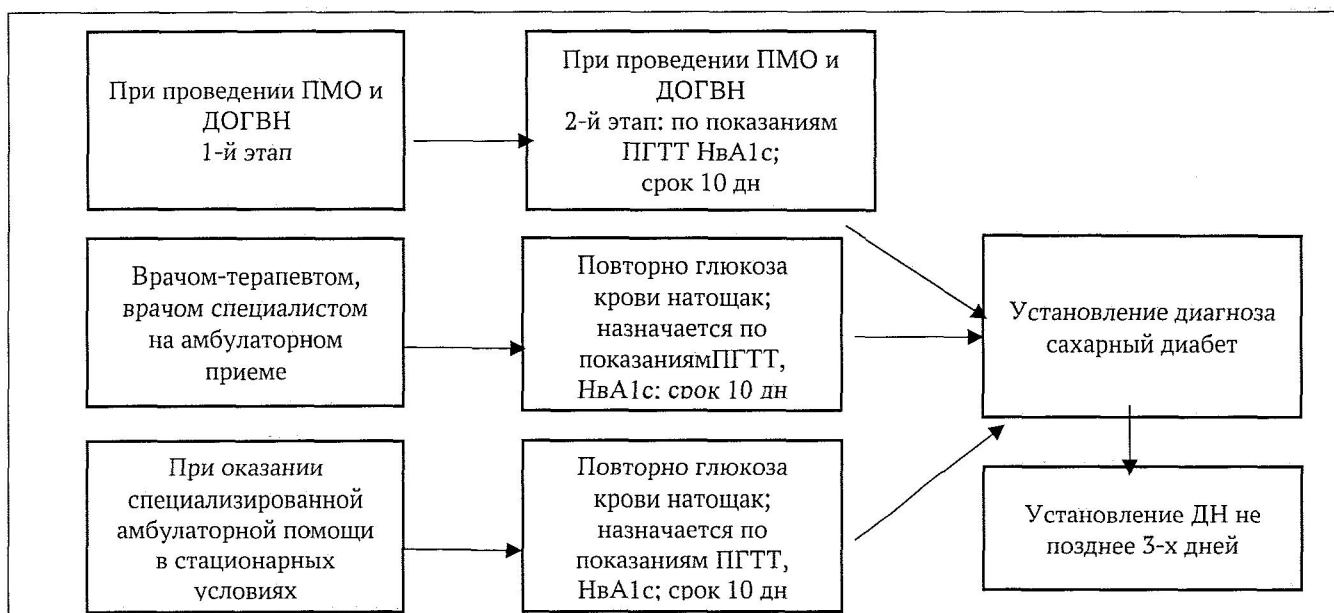 При проведении ПМО и
ДОГВН
1-й этап
При проведении ПМО и
ДОГВН
2-й этап: по показаниям
ПГТТ НвА1с;
срок 10 дн
Врачом-терапевтом,
врачом специалистом
на амбулаторном
приеме
Повторно глюкоза
крови натощак;
назначается по
показаниямПГТТ,
НвА1с; срок 10 дн
Установление диагноза
сахарный диабет
При оказании
специализированной
амбулаторной помощи
в стационарных
условиях
Повторно глюкоза
крови натощак;
назначается по
показаниям ПГТТ,
НвА1с; срок 10 дн
Установление ДН не
позднее 3-х дней